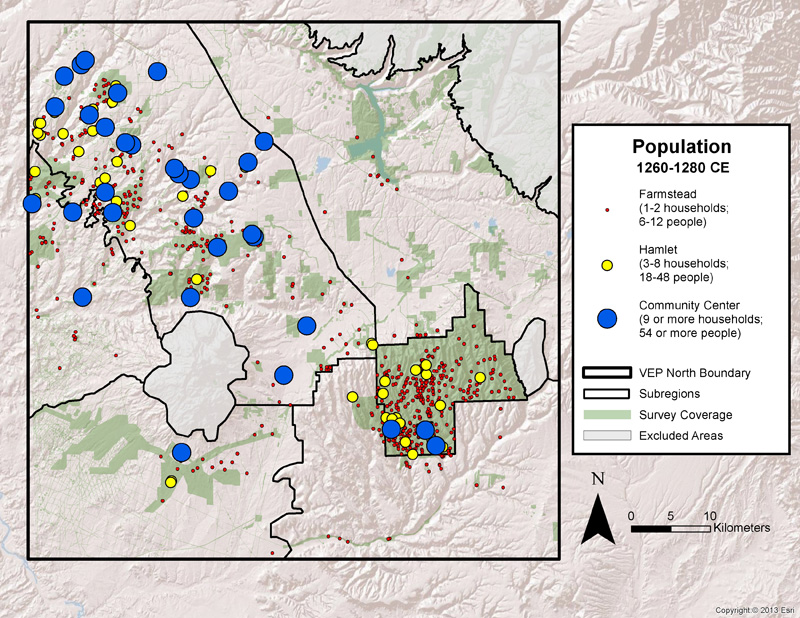 Population
1260-1280 CE
Farmstead
(1-2 households;
6-12 people)
Hamlet
(3-8 households;
18-48 people)
Community Center
(9 or more households;
54 or more people)
VEP North Boundary
Subregions
Survey Coverage
Excluded Areas
N
0 5 10
Kilometers
Copyright:© 2013 Esri